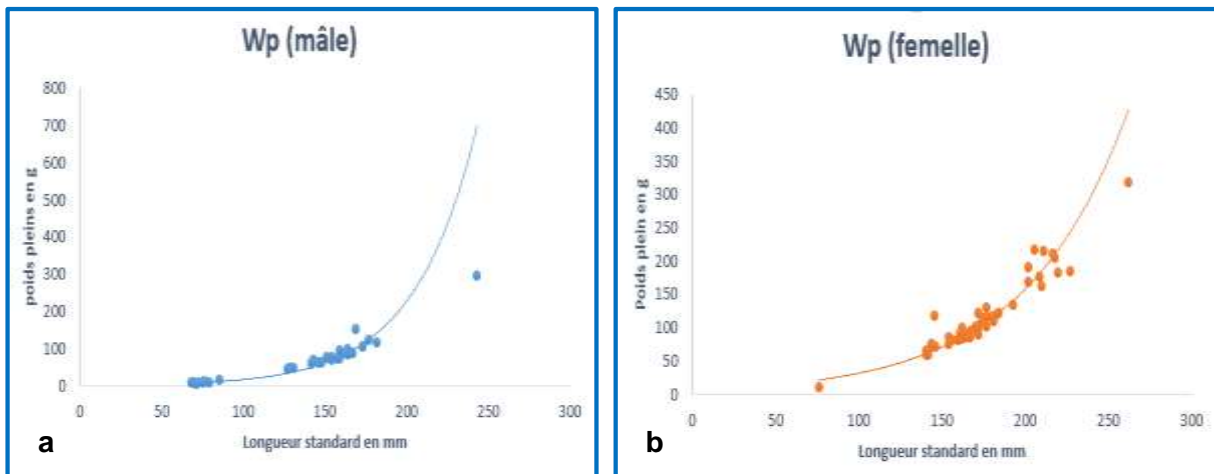 Wp (mâle)
800
700
600
500
400
300
200
100
0
0 50 100 150 200 250 300
poids pleins en g
Longueur standard en mm
a
Wp (femelle)
450
400
350
300
250
200
150
100
50
0
0 50 100 150 200 250 300
Poids plein en g
Longueur standard en mm
b